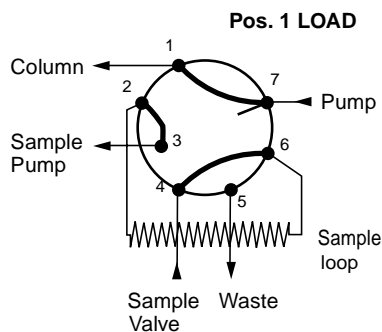 Pos. 1 LOAD
1
Column
2
7
Pump
Sample
Pump
3
6
4
5
Sample
loop
Sample
Valve
Waste